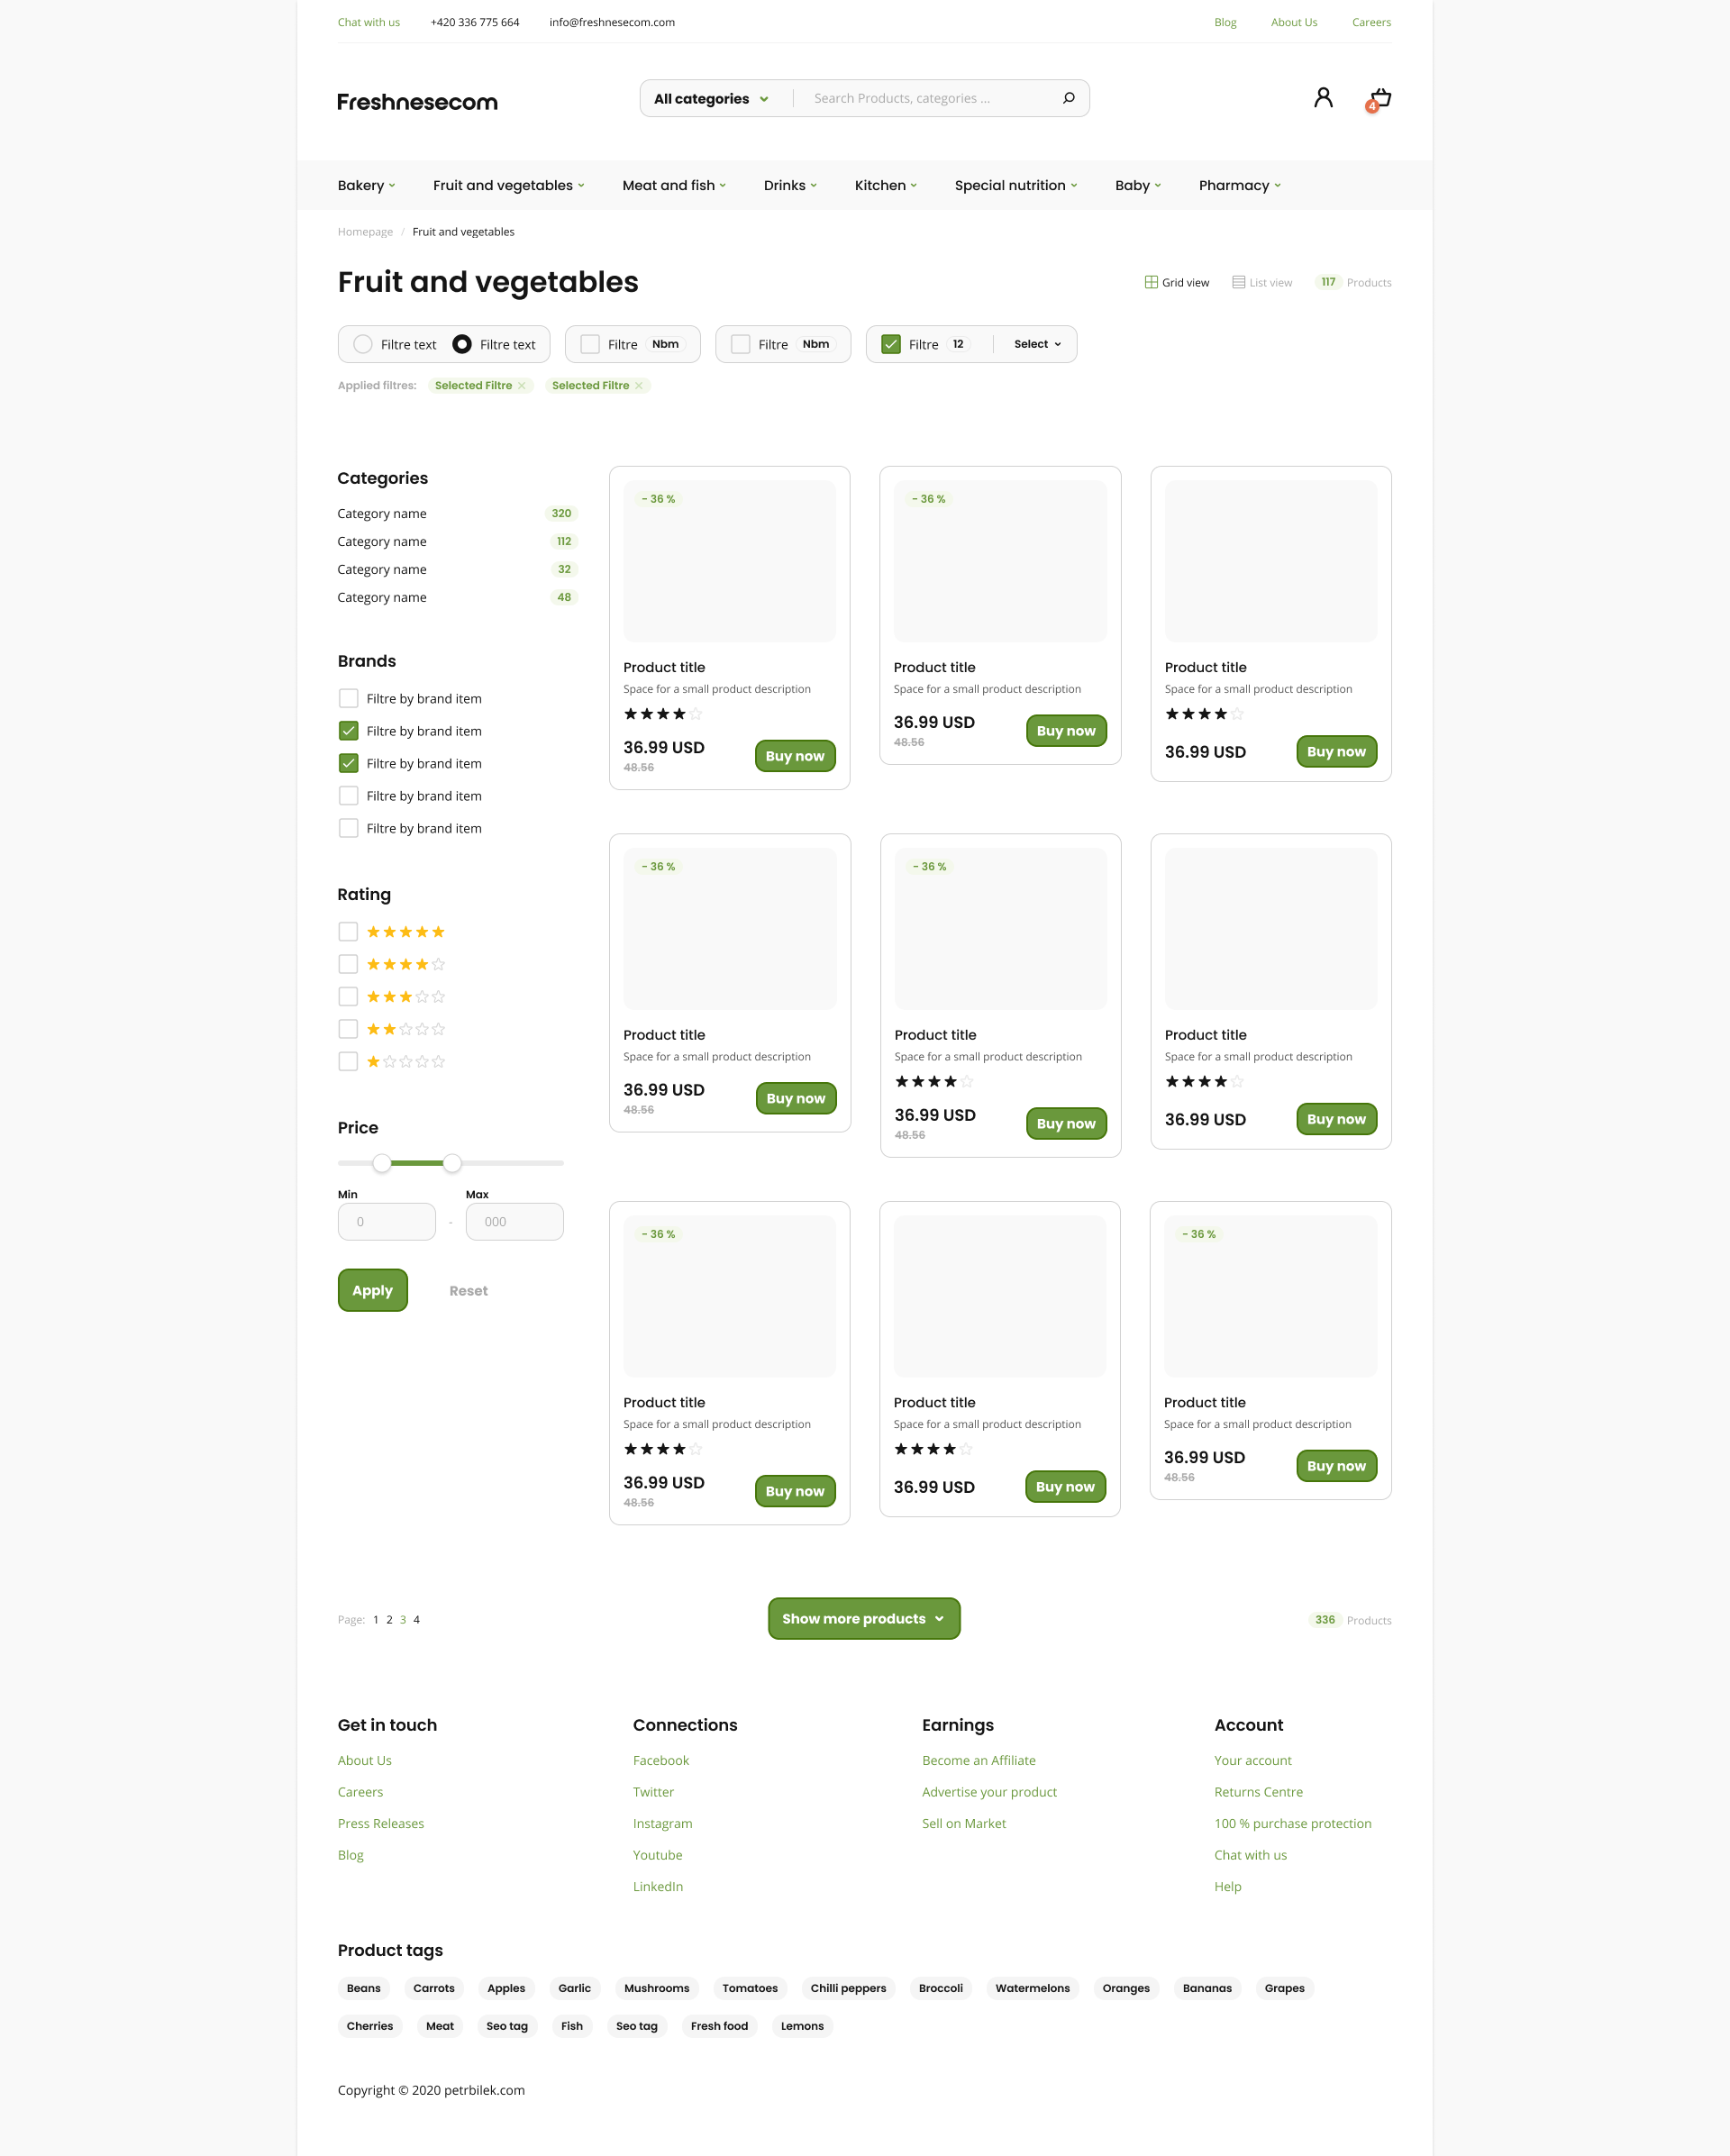 Chat with us +420 336 775 664 info@freshnesecom.com Blog About Us Careers
Freshnesecom All categories Search Products, categories ... 4
Bakery Fruit and vegetables Meat and fish Drinks Kitchen Special nutrition Baby Pharmacy
Homepage / Fruit and vegetables
Fruit and vegetables Grid view List view 117 Products
Filtre text Filtre text Filtre Nbm Filtre Nbm Filtre 12 Select
Applied filtres: Selected Filtre Selected Filtre
Categories
Category name 320
Category name 112
Category name 32
Category name 48
Brands
Filtre by brand item
Filtre by brand item
Filtre by brand item
Filtre by brand item
Filtre by brand item
Rating
Price
Min Max
0 - 000
Apply Reset
- 36 %
Product title
Space for a small product description
36.99 USD
48.56
Buy now
- 36 %
Product title
Space for a small product description
36.99 USD
48.56
Buy now
Product title
Space for a small product description
36.99 USD
Buy now
- 36 %
Product title
Space for a small product description
36.99 USD
48.56
Buy now
- 36 %
Product title
Space for a small product description
36.99 USD
48.56
Buy now
Product title
Space for a small product description
36.99 USD
Buy now
- 36 %
Product title
Space for a small product description
36.99 USD
48.56
Buy now
Product title
Space for a small product description
36.99 USD
Buy now
- 36 %
Product title
Space for a small product description
36.99 USD
48.56
Buy now
Page: 1 2 3 4 Show more products 336 Products
Get in touch
About Us
Careers
Press Releases
Blog
Connections
Facebook
Twitter
Instagram
Youtube
LinkedIn
Earnings
Become an Affiliate
Advertise your product
Sell on Market
Account
Your account
Returns Centre
100 % purchase protection
Chat with us
Help
Product tags
Beans Carrots Apples Garlic Mushrooms Tomatoes Chilli peppers Broccoli Watermelons Oranges Bananas Grapes
Cherries Meat Seo tag Fish Seo tag Fresh food Lemons
Copyright © 2020 petrbilek.com